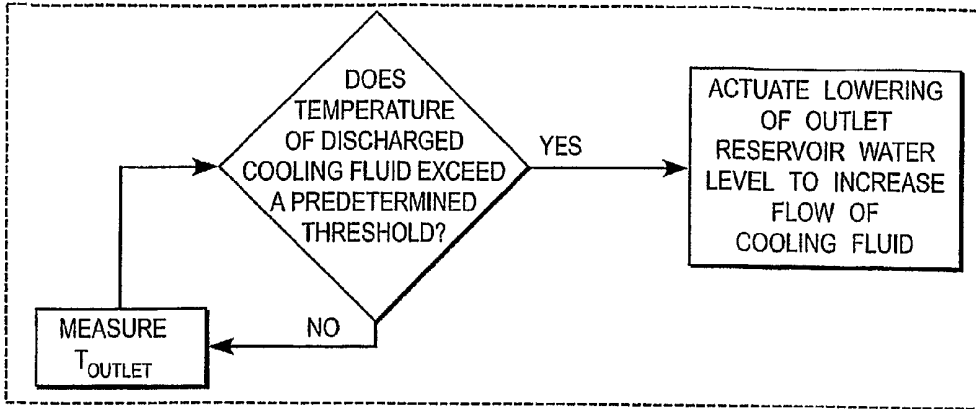 DOES
TEMPERATURE
OF DISCHARGED
COOLING FLUID EXCEED
A PREDETERMINED
THRESHOLD?
YES
ACTUATE LOWERING
OF OUTLET
RESERVOIR WATER
LEVEL TO INCREASE
FLOW OF
COOLING FLUID
NO
MEASURE
TOUTLET